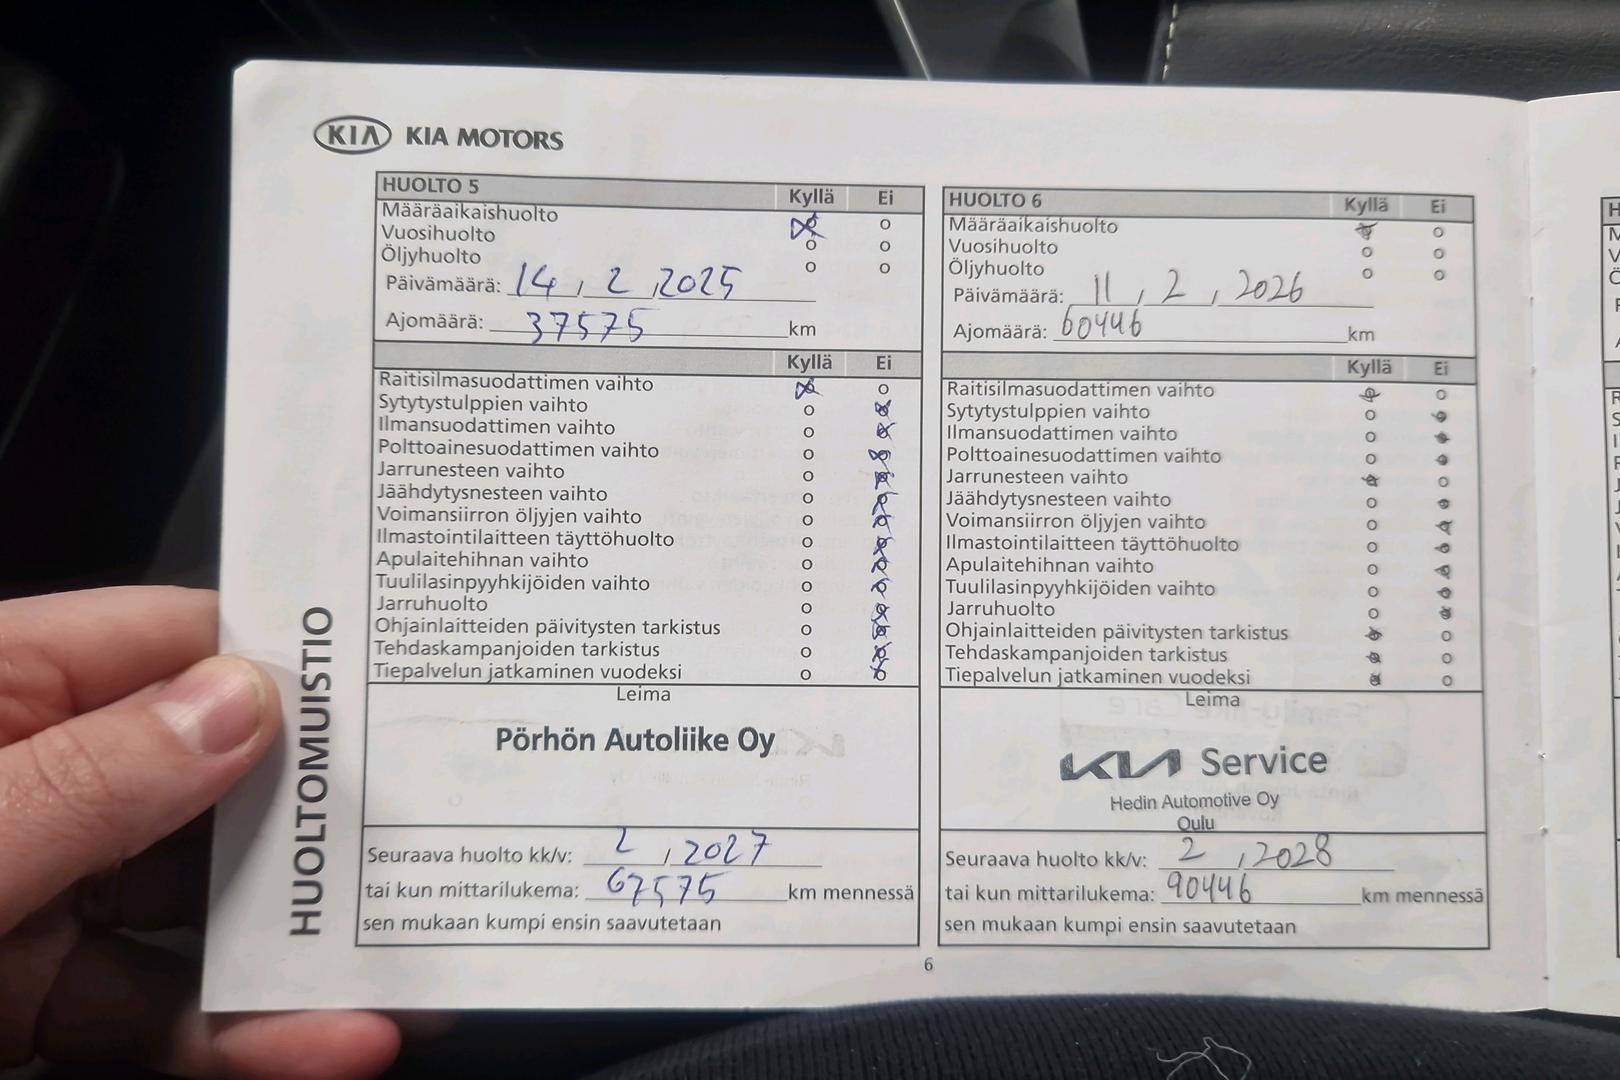 KIA KIA MOTORS
HUOLTOMUISTIO
HUOLTO 5 Kyllä Ei
Määräaikaishuolto o
Vuosihuolto o o
Öljyhuolto o o
Päivämäärä: 14 , 2 , 2025
Ajomäärä: 37575 km
Kyllä Ei
Raitisilmasuodattimen vaihto o
Sytytystulppien vaihto o
Ilmansuodattimen vaihto o
Polttoainesuodattimen vaihto o
Jarrunesteen vaihto o
Jäähdytysnesteen vaihto o
Voimansiirron öljyjen vaihto o
Ilmastointilaitteen täyttöhuolto o
Apulaitehihnan vaihto o
Tuulilasinpyyhkijöiden vaihto o
Jarruhuolto o
Ohjainlaitteiden päivitysten tarkistus o
Tehdaskampanjoiden tarkistus o
Tiepalvelun jatkaminen vuodeksi o
Leima
Pörhön Autoliike Oy
Seuraava huolto kk/v: 2 , 2027
tai kun mittarilukema: 67575 km mennessä
sen mukaan kumpi ensin saavutetaan
HUOLTO 6 Kyllä Ei
Määräaikaishuolto o
Vuosihuolto o o
Öljyhuolto o o
Päivämäärä: 11 , 2 , 2026
Ajomäärä: 60446 km
Kyllä Ei
Raitisilmasuodattimen vaihto o
Sytytystulppien vaihto o
Ilmansuodattimen vaihto o
Polttoainesuodattimen vaihto o
Jarrunesteen vaihto o
Jäähdytysnesteen vaihto o
Voimansiirron öljyjen vaihto o
Ilmastointilaitteen täyttöhuolto o
Apulaitehihnan vaihto o
Tuulilasinpyyhkijöiden vaihto o
Jarruhuolto o
Ohjainlaitteiden päivitysten tarkistus o
Tehdaskampanjoiden tarkistus o
Tiepalvelun jatkaminen vuodeksi o
Leima
KIA Service
Hedin Automotive Oy
Oulu
Seuraava huolto kk/v: 2 , 2028
tai kun mittarilukema: 90446 km mennessä
sen mukaan kumpi ensin saavutetaan
6